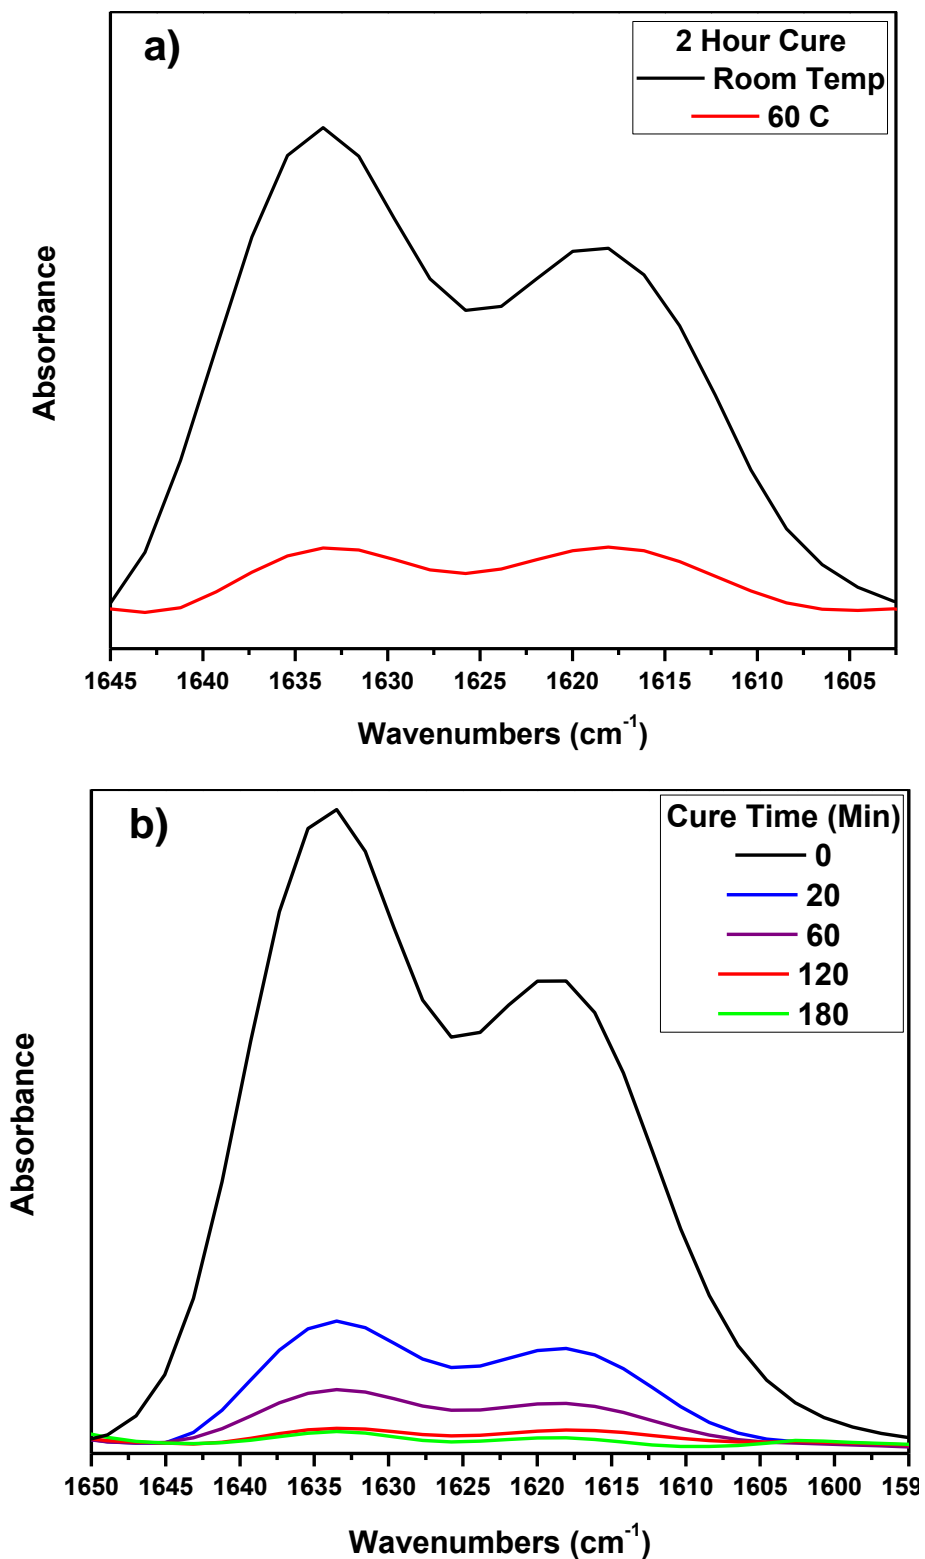 a)
2 Hour Cure
Room Temp
60 C
Absorbance
1645 1640 1635 1630 1625 1620 1615 1610 1605
Wavenumbers (cm-1)
b)
Cure Time (Min)
0
20
60
120
180
Absorbance
1650 1645 1640 1635 1630 1625 1620 1615 1610 1605 1600 159
Wavenumbers (cm-1)